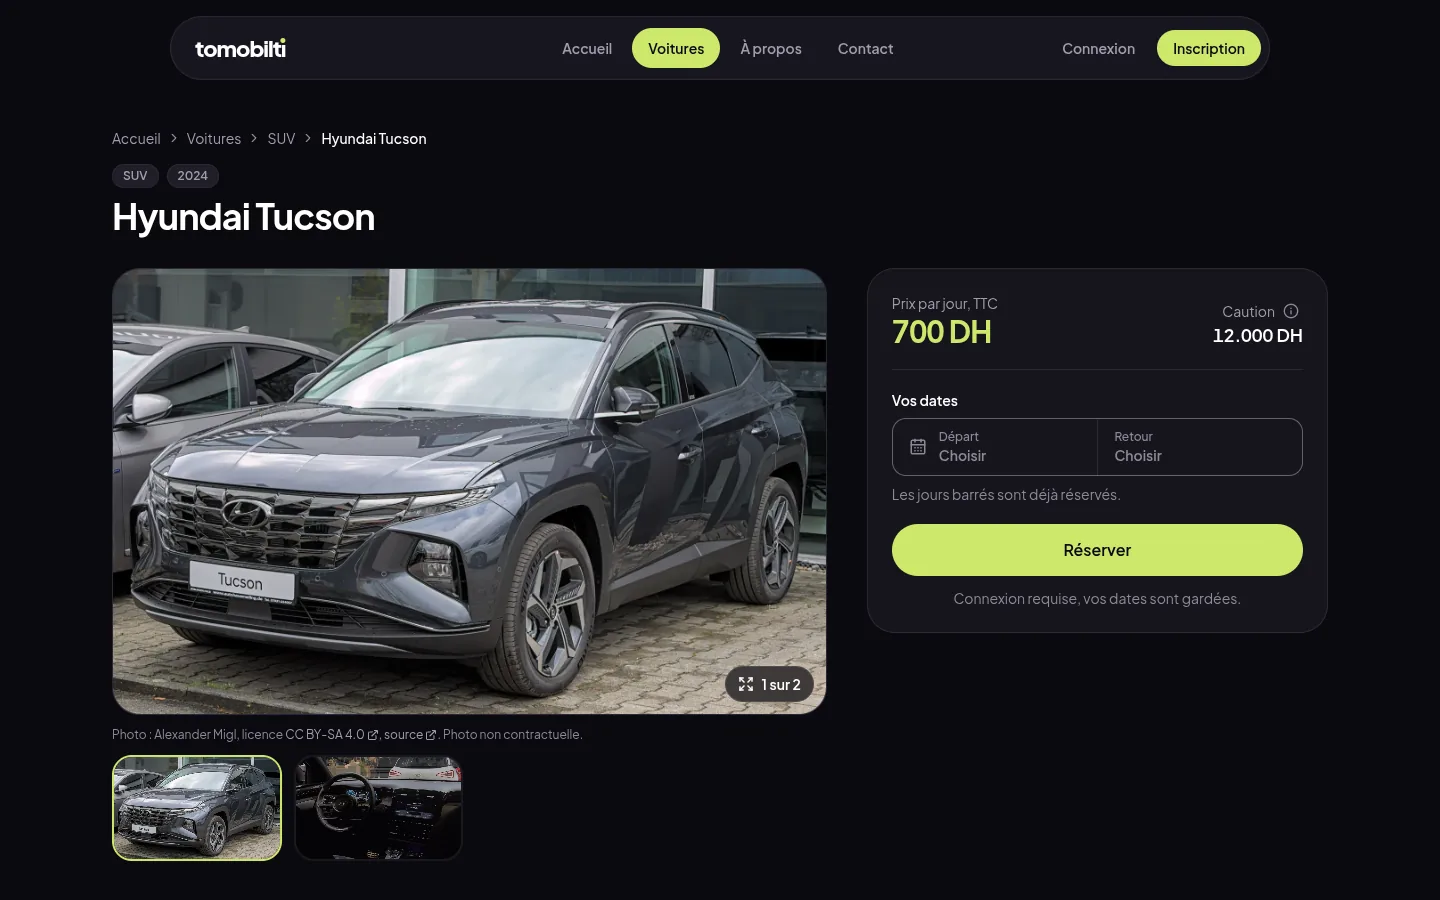 tomobilti
Accueil
Voitures
À propos
Contact
Connexion
Inscription
Accueil > Voitures > SUV > Hyundai Tucson
SUV
2024
Hyundai Tucson
Tucson
1 sur 2
Photo : Alexander Migl, licence CC BY-SA 4.0, source. Photo non contractuelle.
Prix par jour, TTC
700 DH
Caution
12.000 DH
Vos dates
Départ
Choisir
Retour
Choisir
Les jours barrés sont déjà réservés.
Réserver
Connexion requise, vos dates sont gardées.